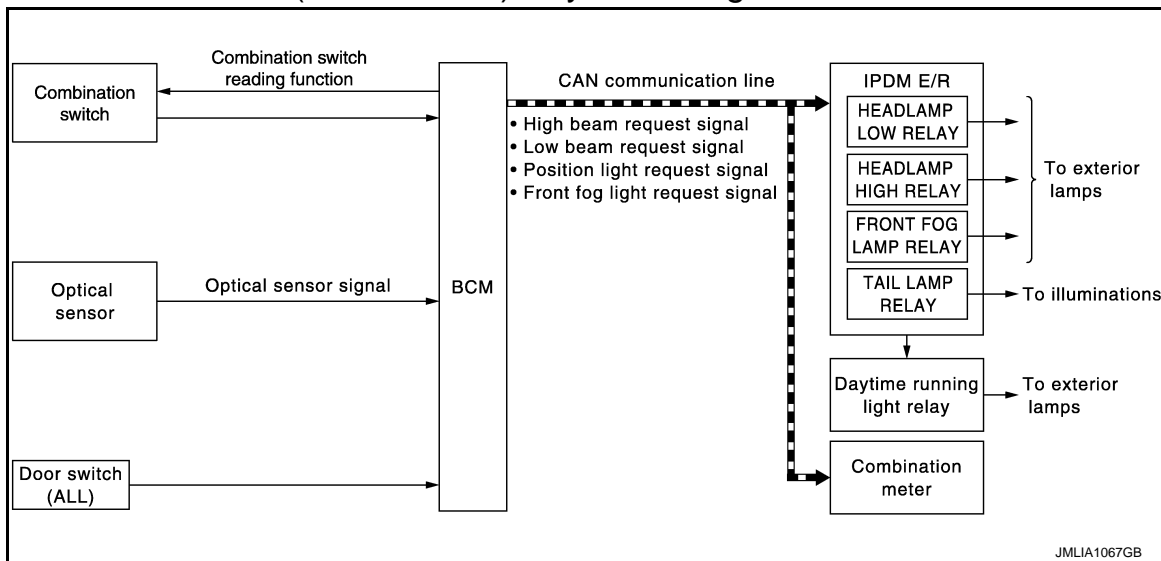 Combination switch
reading function
Combination
switch
Optical
sensor
Optical sensor signal
Door switch
(ALL)
BCM
CAN communication line
• High beam request signal
• Low beam request signal
• Position light request signal
• Front fog light request signal
IPDM E/R
HEADLAMP
LOW RELAY
HEADLAMP
HIGH RELAY
FRONT FOG
LAMP RELAY
TAIL LAMP
RELAY
To exterior
lamps
To illuminations
Daytime running
light relay
To exterior
lamps
Combination
meter
JMLIA1067GB